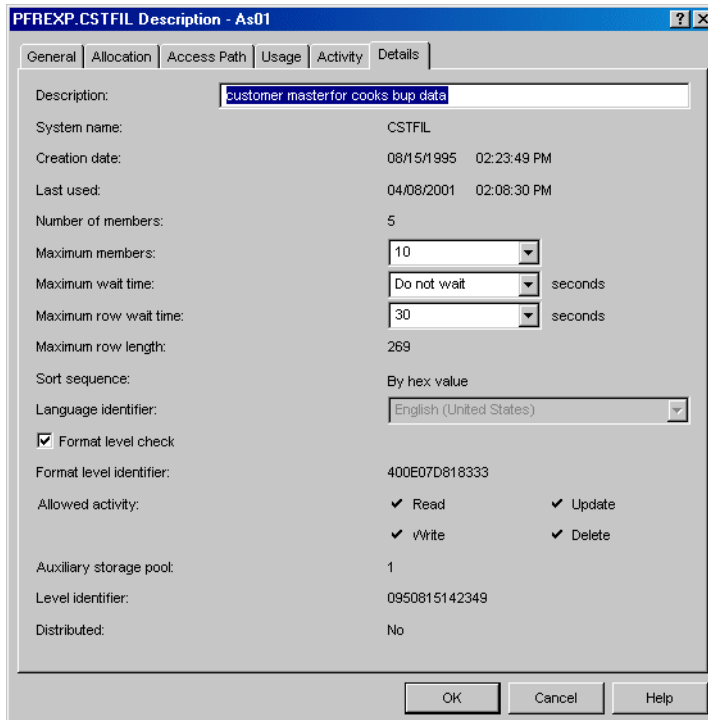 PFREXP.CSTFIL Description - As01
General Allocation Access Path Usage Activity Details
Description: customer masterfor cooks bup data
System name: CSTFIL
Creation date: 08/15/1995 02:23:49 PM
Last used: 04/08/2001 02:08:30 PM
Number of members: 5
Maximum members: 10
Maximum wait time: Do not wait seconds
Maximum row wait time: 30 seconds
Maximum row length: 269
Sort sequence: By hex value
Language identifier: English (United States)
Format level check
Format level identifier: 400E07D818333
Allowed activity: Read Update
Write Delete
Auxiliary storage pool: 1
Level identifier: 0950815142349
Distributed: No
OK Cancel Help